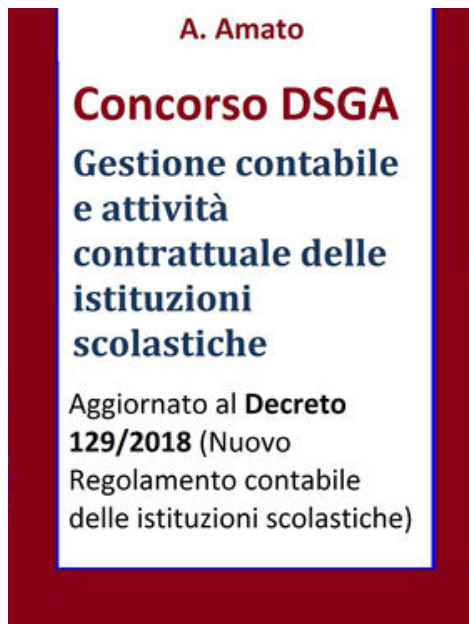 A. Amato
Concorso DSGA
Gestione contabile
e attività
contrattuale delle
istituzioni
scolastiche
Aggiornato al Decreto
129/2018 (Nuovo
Regolamento contabile
delle istituzioni scolastiche)